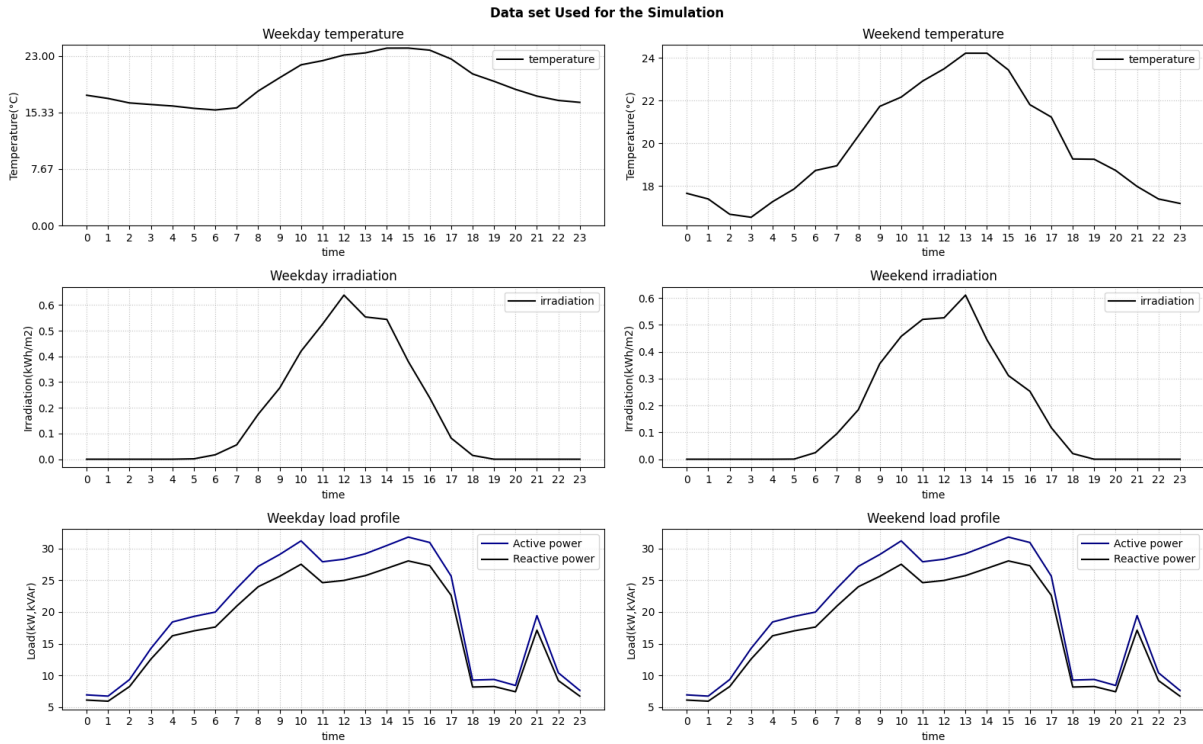 Data set Used for the Simulation
Weekday temperature
Temperature(°C)
23.00
15.33
7.67
0.00
temperature
0 1 2 3 4 5 6 7 8 9 10 11 12 13 14 15 16 17 18 19 20 21 22 23
time
Weekend temperature
Temperature(°C)
24
22
20
18
temperature
0 1 2 3 4 5 6 7 8 9 10 11 12 13 14 15 16 17 18 19 20 21 22 23
time
Weekday irradiation
Irradiation(kWh/m2)
0.6
0.5
0.4
0.3
0.2
0.1
0.0
irradiation
0 1 2 3 4 5 6 7 8 9 10 11 12 13 14 15 16 17 18 19 20 21 22 23
time
Weekend irradiation
Irradiation(kWh/m2)
0.6
0.5
0.4
0.3
0.2
0.1
0.0
irradiation
0 1 2 3 4 5 6 7 8 9 10 11 12 13 14 15 16 17 18 19 20 21 22 23
time
Weekday load profile
Load(kW,kVAr)
30
25
20
15
10
5
Active power
Reactive power
0 1 2 3 4 5 6 7 8 9 10 11 12 13 14 15 16 17 18 19 20 21 22 23
time
Weekend load profile
Load(kW,kVAr)
30
25
20
15
10
5
Active power
Reactive power
0 1 2 3 4 5 6 7 8 9 10 11 12 13 14 15 16 17 18 19 20 21 22 23
time